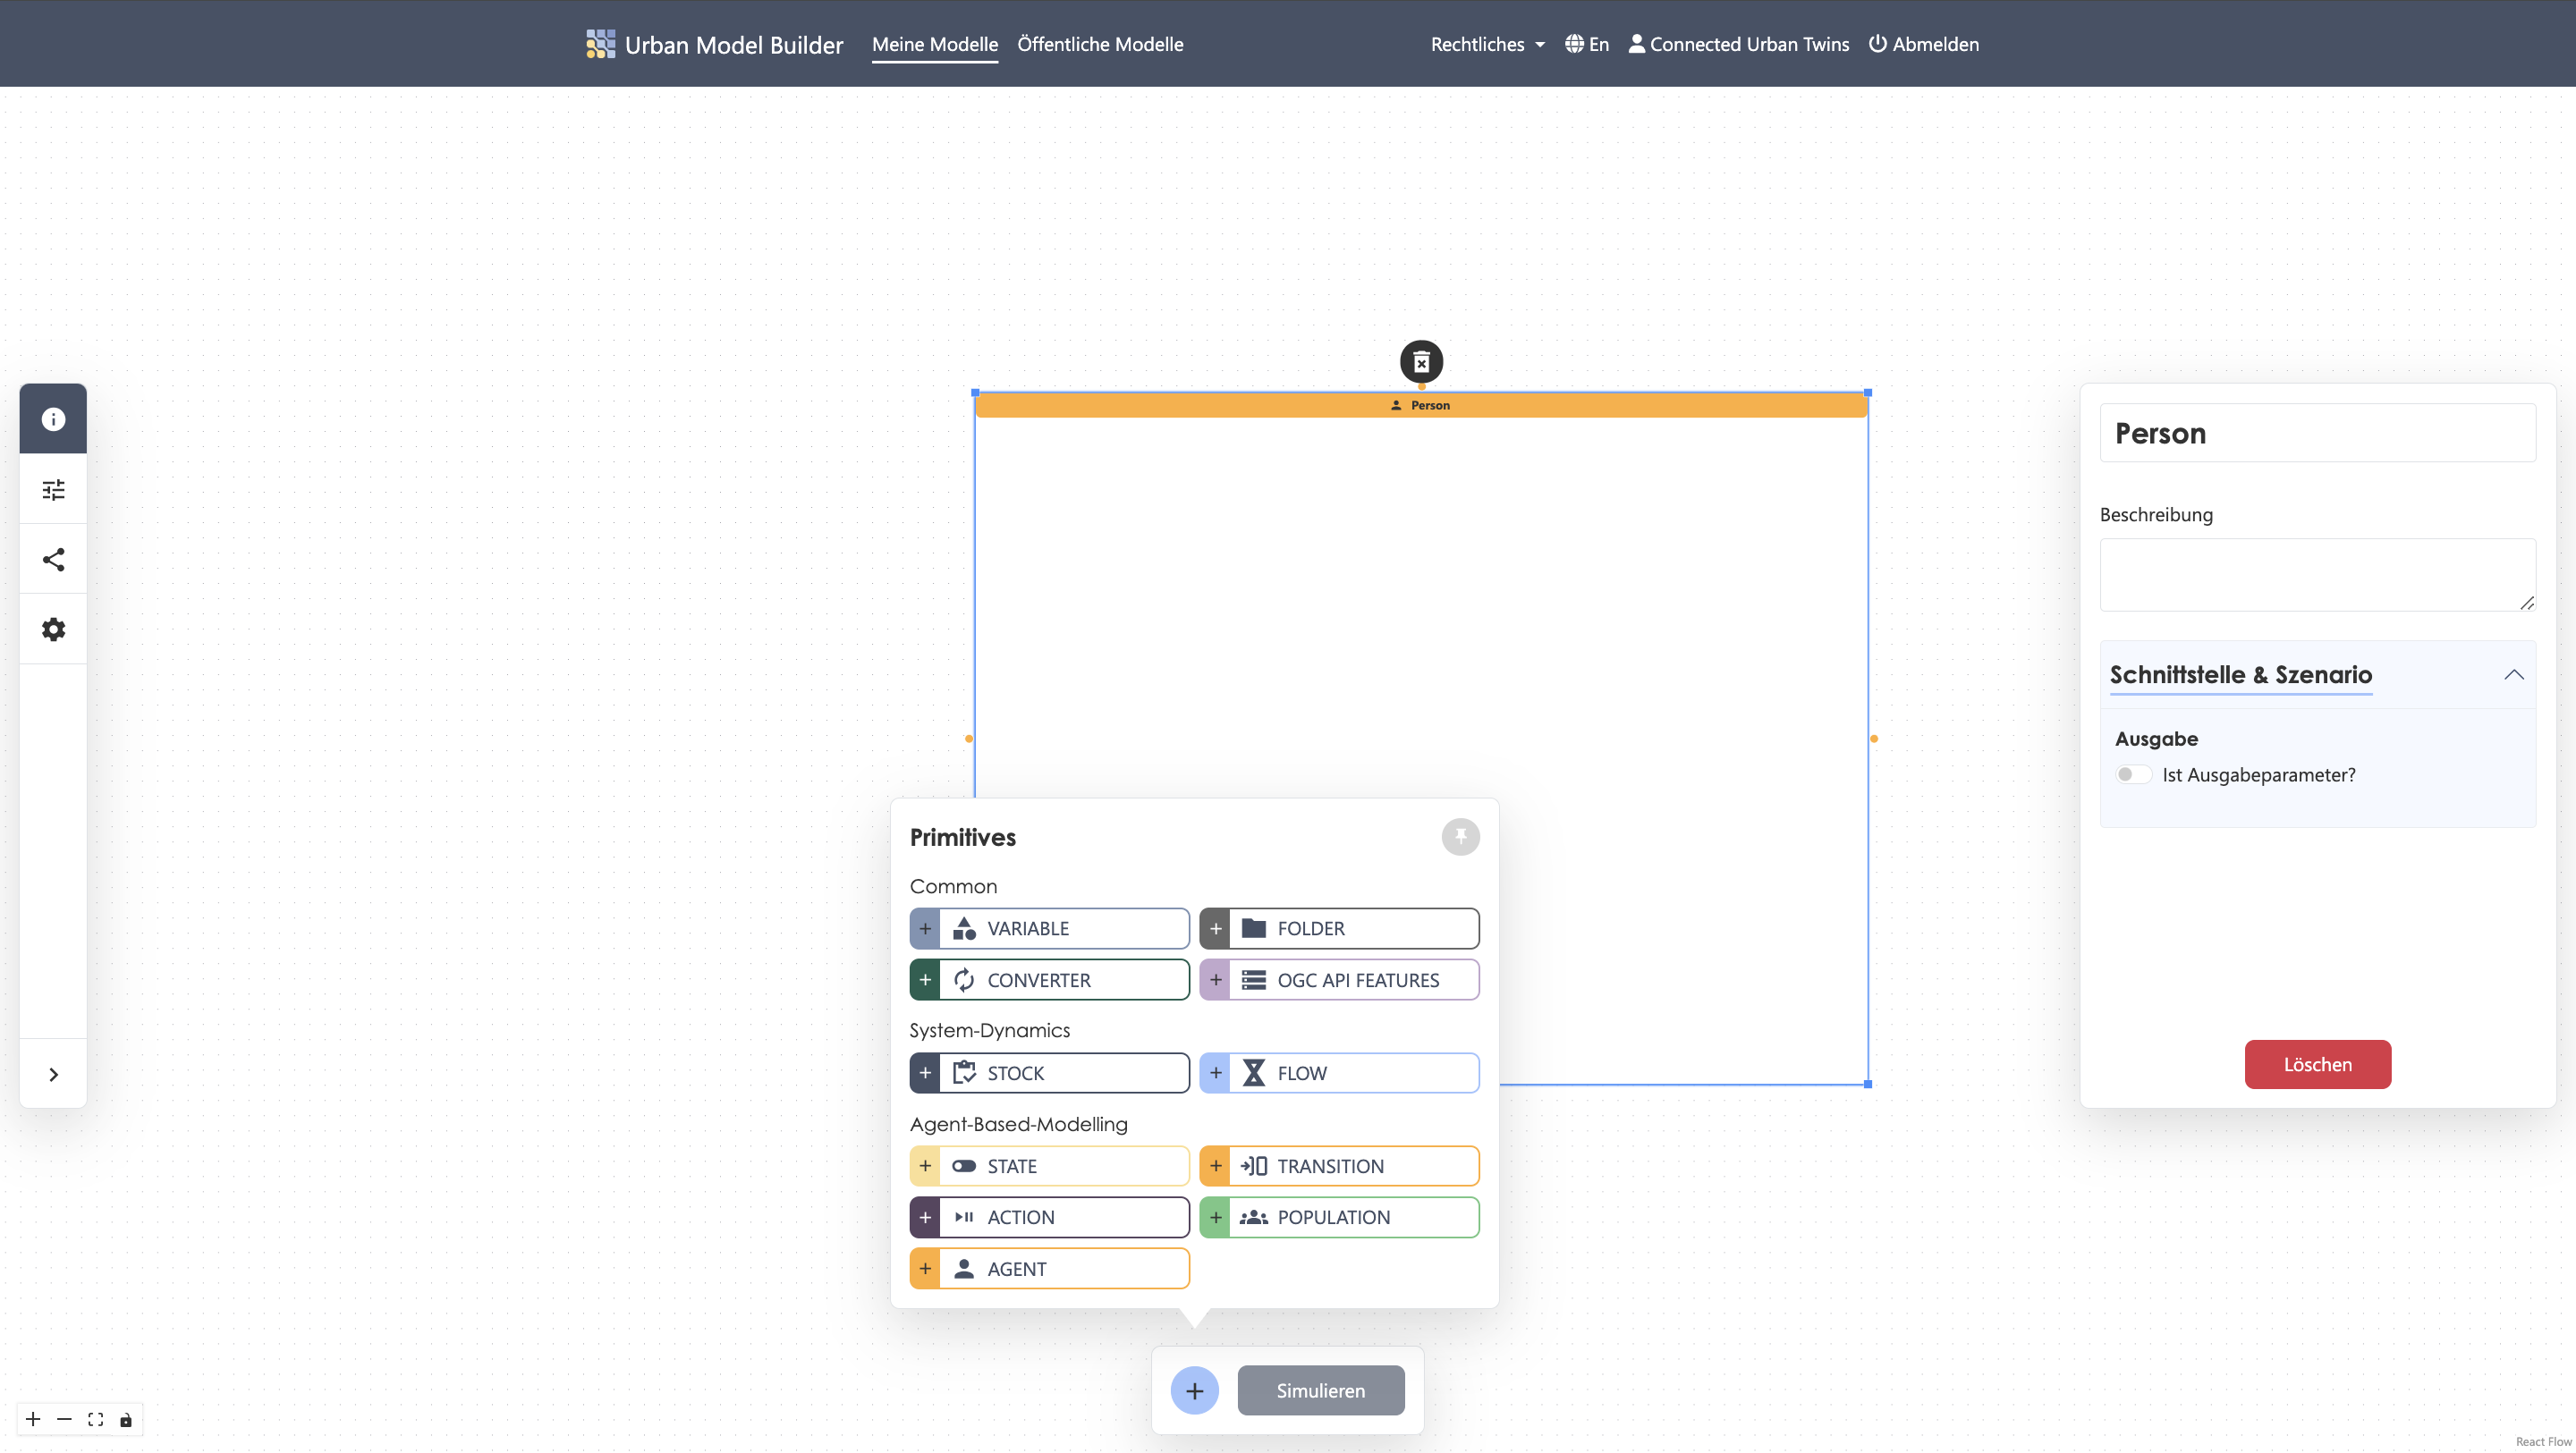 Urban Model Builder
Meine Modelle
Öffentliche Modelle
Rechtliches
En
Connected Urban Twins
Abmelden
Person
Person
Beschreibung
Schnittstelle & Szenario
Ausgabe
Ist Ausgabeparameter?
Löschen
Primitives
Common
VARIABLE
FOLDER
CONVERTER
OGC API FEATURES
System-Dynamics
STOCK
FLOW
Agent-Based-Modelling
STATE
TRANSITION
ACTION
POPULATION
AGENT
Simulieren
React Flow